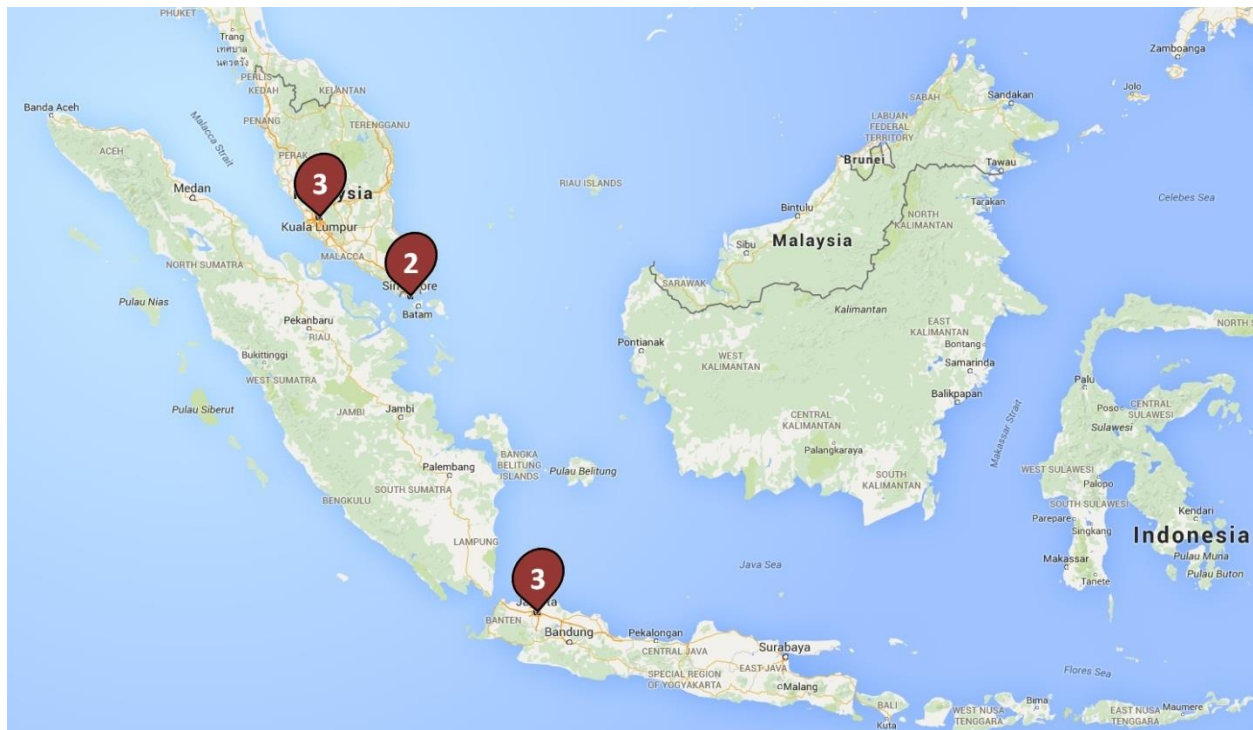 PHUKET
Trang
เทศบาล
นครตรัง
PERLIS
KEDAH
KELANTAN
Banda Aceh
PENANG
TERENGGANU
Malacca Strait
ACEH
PERAK
3
Medan
Kuala Lumpur
MALACCA
2
NORTH SUMATRA
Batam
Pulau Nias
Pekanbaru
RIAU
Bukittinggi
WEST SUMATRA
Pulau Siberut
JAMBI
Jambi
BANGKA
BELITUNG
ISLANDS
Pulau Belitung
Palembang
SOUTH SUMATRA
BENGKULU
LAMPUNG
3
BANTEN
Bandung
Pekalongan
CENTRAL JAVA
SPECIAL REGION
OF YOGYAKARTA
EAST JAVA
Surabaya
Malang
BALI
Kuta
WEST NUSA
TENGGARA
Bima
EAST NUSA
TENGGARA
Maumere
Flores Sea
Java Sea
RIAU ISLANDS
Zamboanga
Jolo
SABAH
Sandakan
LABUAN
FEDERAL
TERRITORY
Brunei
Tawau
Tarakan
Celebes Sea
Bintulu
NORTH
KALIMANTAN
Sibu
Malaysia
SARAWAK
Kalimantan
Pontianak
WEST
KALIMANTAN
EAST
KALIMANTAN
Bontang
Samarinda
Balikpapan
CENTRAL
KALIMANTAN
Palangkaraya
SOUTH
KALIMANTAN
Makassar Strait
NORTH S
Palu
Poso
CENTRAL
SULAWESI
Sulawesi
WEST SULAWESI
Palopo
SOUTH SULAWESI
Parepare
Singkang
Kendari
Indonesia
Makassar
Pulau Muna
Pulau Buton
Tanete